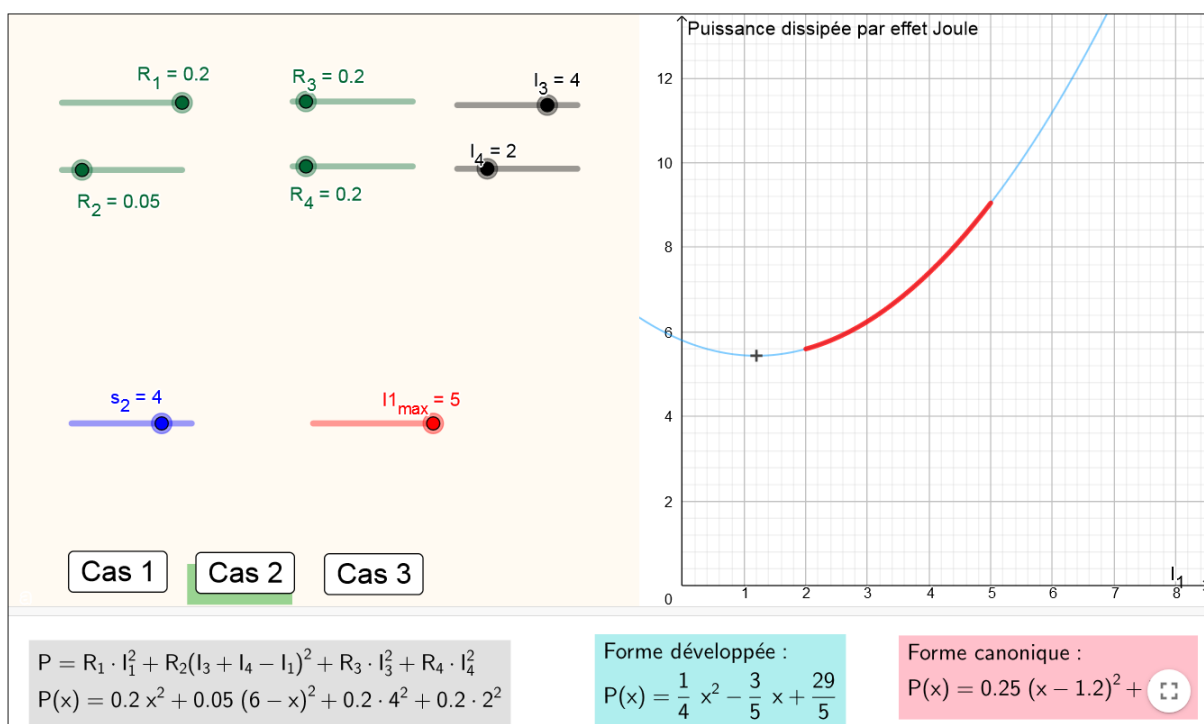 Puissance dissipée par effet Joule
R₁ = 0.2
R₃ = 0.2
I₃ = 4
R₂ = 0.05
R₄ = 0.2
I₄ = 2
s₂ = 4
I1ₘₐₓ = 5
12
10
8
6
4
2
0
1 2 3 4 5 6 7 8
I₁
Cas 1 Cas 2 Cas 3
P = R₁ · I₁² + R₂(I₃ + I₄ − I₁)² + R₃ · I₃² + R₄ · I₄²
P(x) = 0.2 x² + 0.05 (6 − x)² + 0.2 · 4² + 0.2 · 2²
Forme développée :
P(x) = 1/4 x² − 3/5 x + 29/5
Forme canonique :
P(x) = 0.25 (x − 1.2)² +